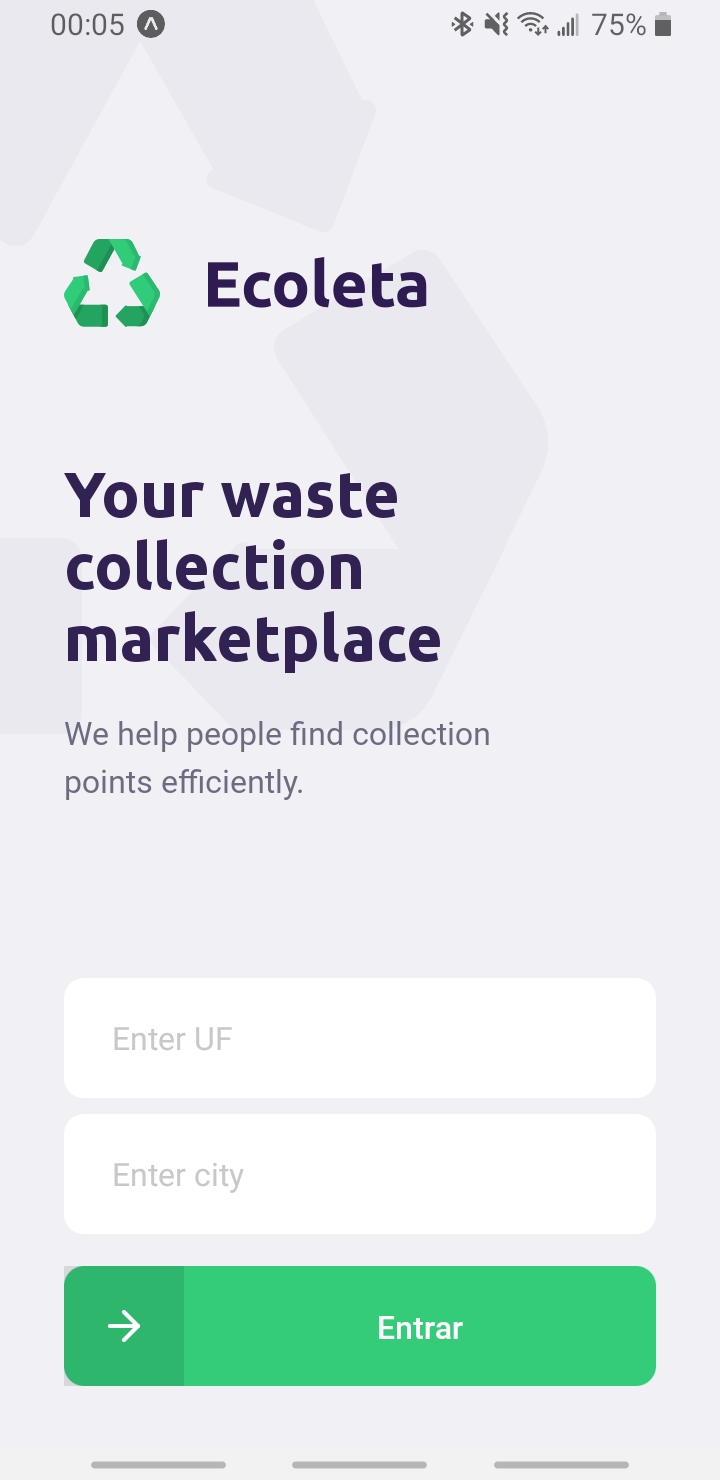 00:05
75%
Ecoleta
Your waste
collection
marketplace
We help people find collection
points efficiently.
Enter UF
Enter city
Entrar